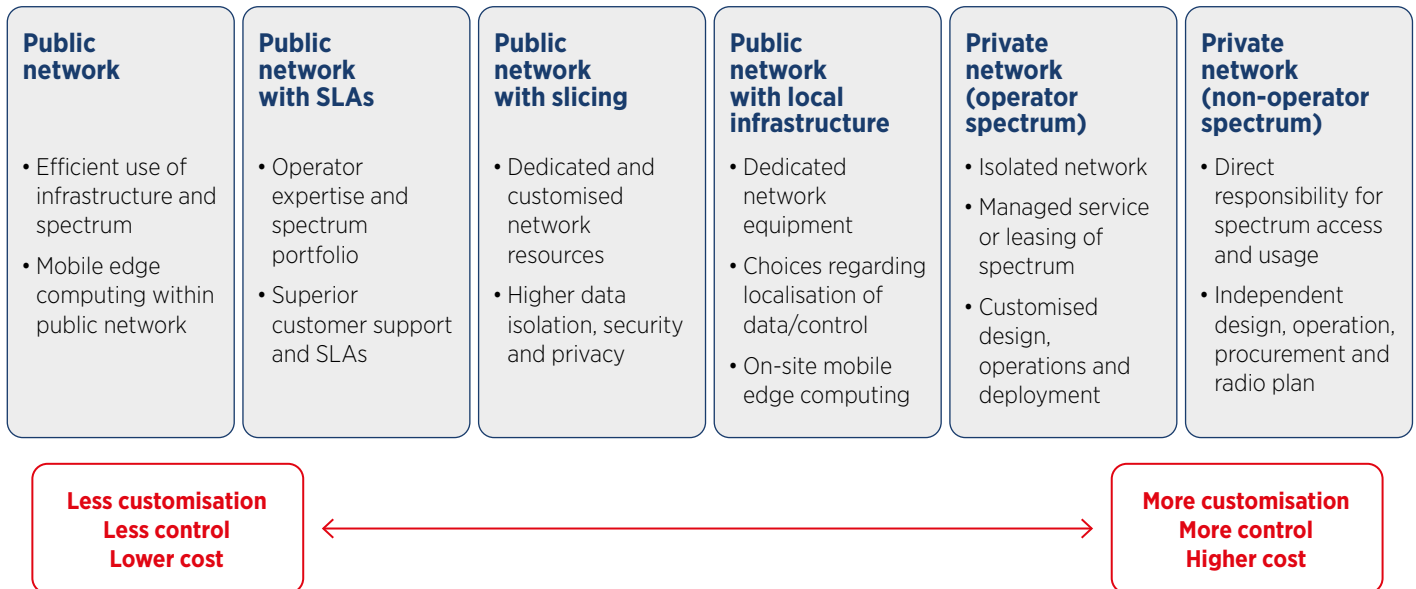 Public
network
• Efficient use of
infrastructure and
spectrum
• Mobile edge
computing within
public network
Public
network
with SLAs
• Operator
expertise and
spectrum
portfolio
• Superior
customer support
and SLAs
Public
network
with slicing
• Dedicated and
customised
network
resources
• Higher data
isolation, security
and privacy
Public
network
with local
infrastructure
• Dedicated
network
equipment
• Choices regarding
localisation of
data/control
• On-site mobile
edge computing
Private
network
(operator
spectrum)
• Isolated network
• Managed service
or leasing of
spectrum
• Customised
design,
operations and
deployment
Private
network
(non-operator
spectrum)
• Direct
responsibility for
spectrum access
and usage
• Independent
design, operation,
procurement and
radio plan
Less customisation
Less control
Lower cost
More customisation
More control
Higher cost